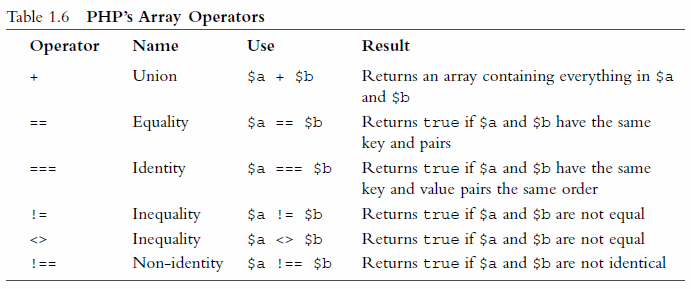 Table 1.6 PHP's Array Operators
Operator Name Use Result
+ Union $a + $b Returns an array containing everything in $a
and $b
== Equality $a == $b Returns true if $a and $b have the same
key and pairs
=== Identity $a === $b Returns true if $a and $b have the same
key and value pairs the same order
!= Inequality $a != $b Returns true if $a and $b are not equal
<> Inequality $a <> $b Returns true if $a and $b are not equal
!== Non-identity $a !== $b Returns true if $a and $b are not identical